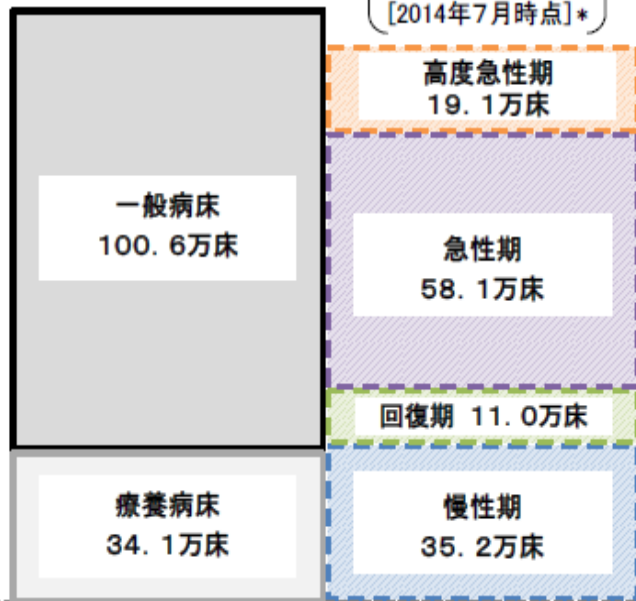 [2014年7月時点]*
高度急性期
19.1万床
一般病床
100.6万床
急性期
58.1万床
回復期 11.0万床
療養病床
34.1万床
慢性期
35.2万床